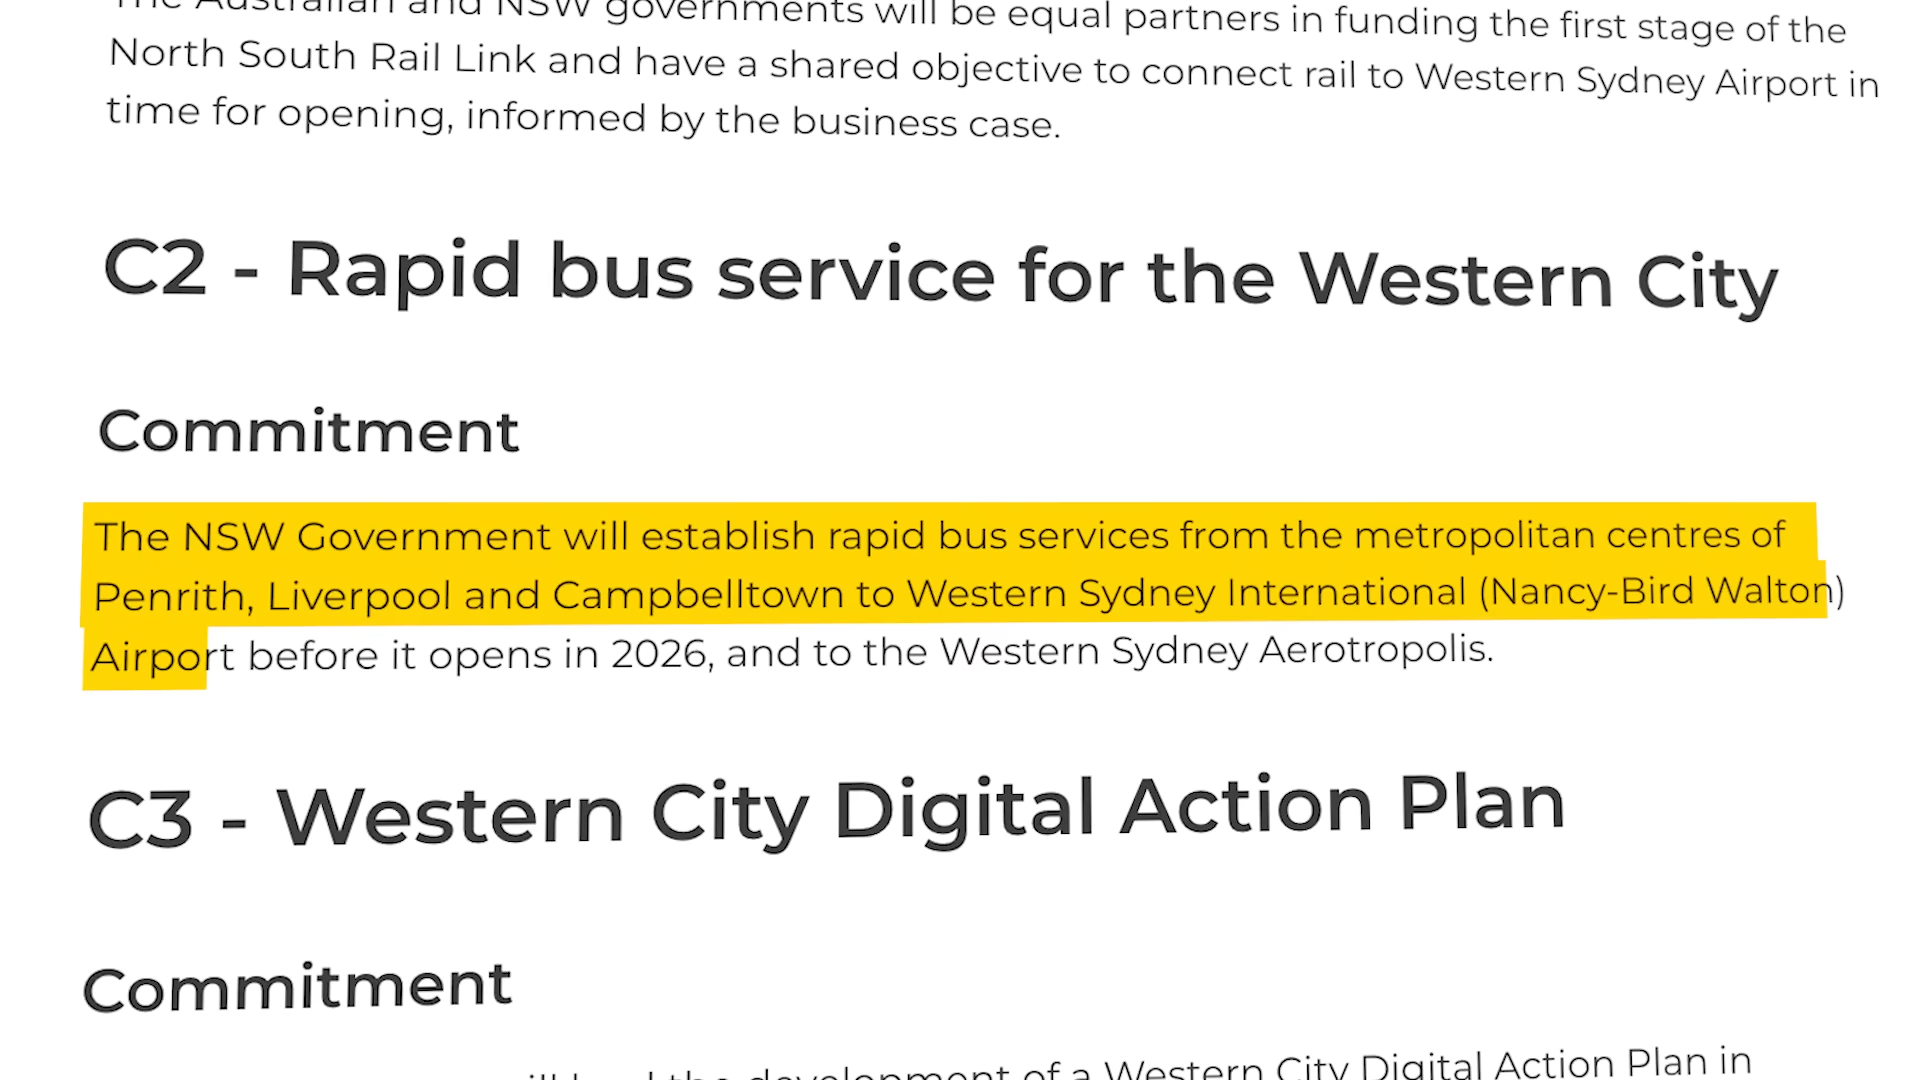 The Australian and NSW governments will be equal partners in funding the first stage of the
North South Rail Link and have a shared objective to connect rail to Western Sydney Airport in
time for opening, informed by the business case.
C2 - Rapid bus service for the Western City
Commitment
The NSW Government will establish rapid bus services from the metropolitan centres of
Penrith, Liverpool and Campbelltown to Western Sydney International (Nancy-Bird Walton)
Airport before it opens in 2026, and to the Western Sydney Aerotropolis.
C3 - Western City Digital Action Plan
Commitment
the development of a Western City Digital Action Plan in